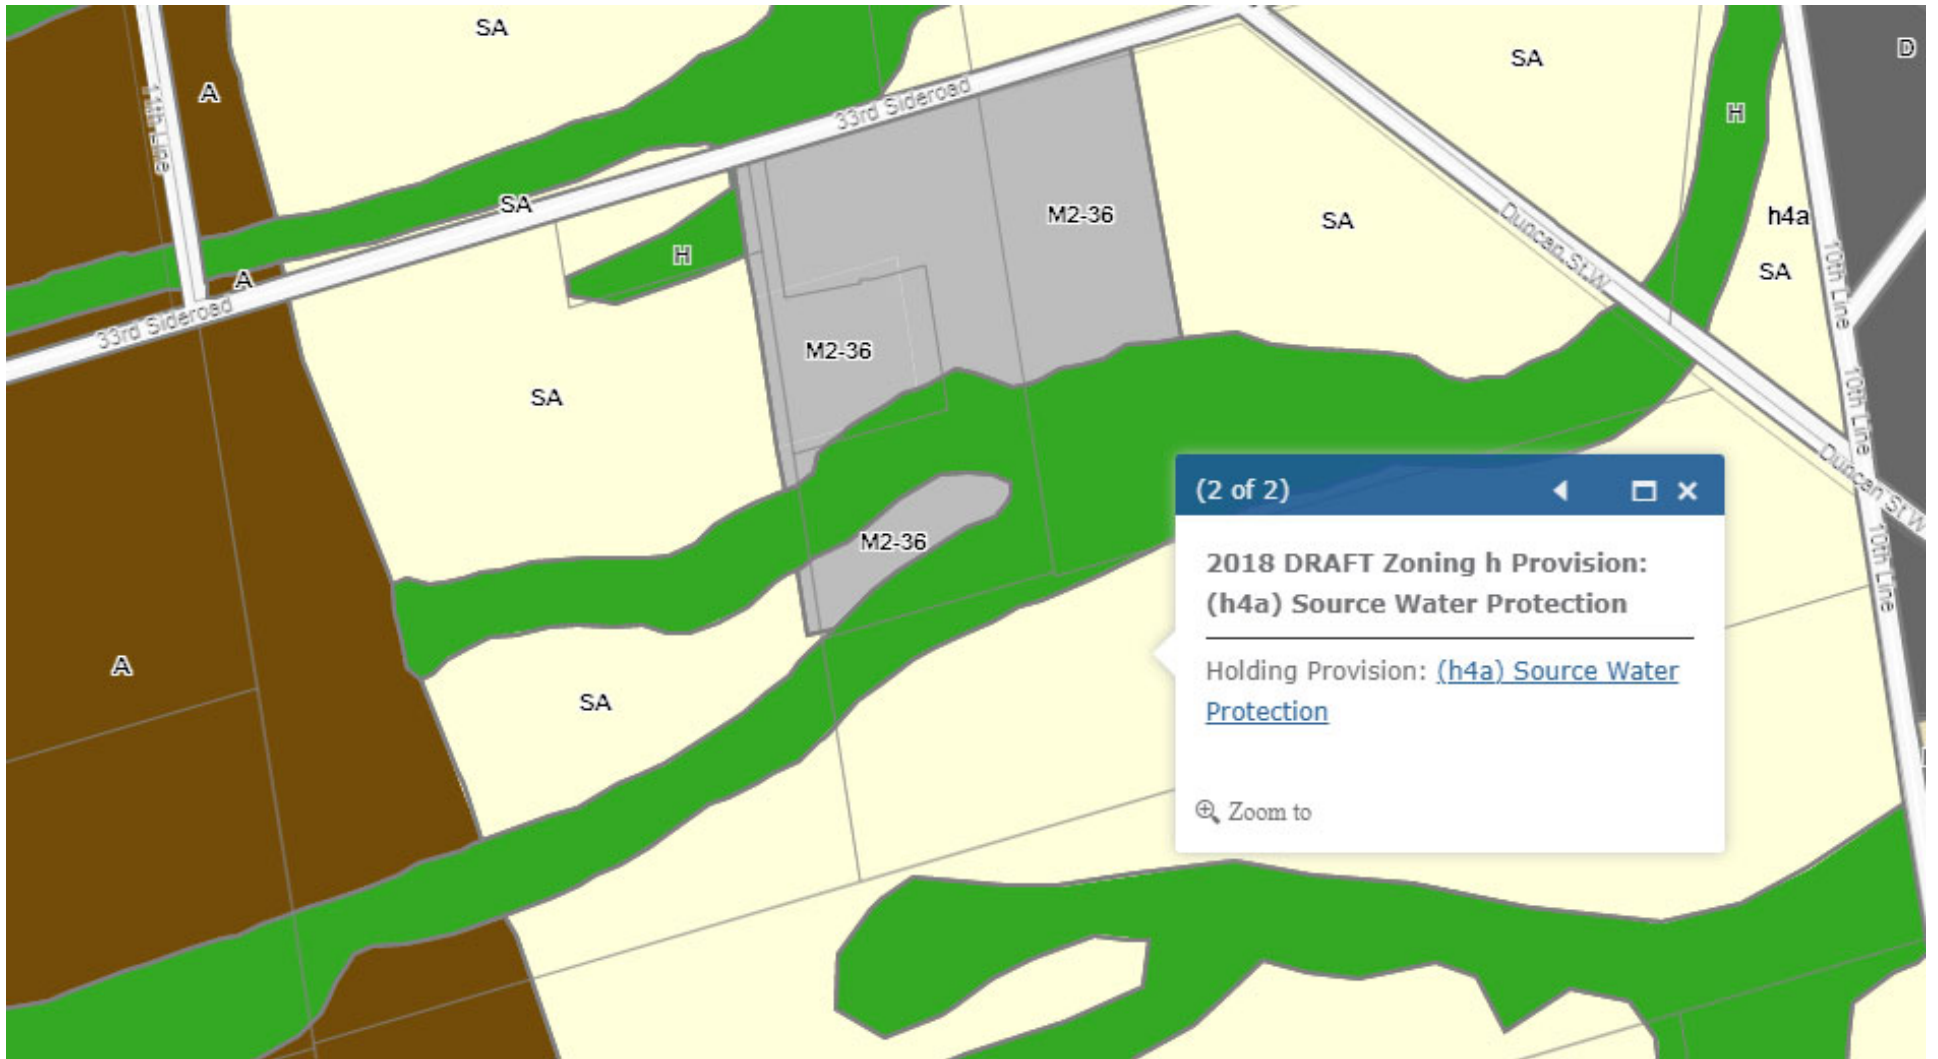 SA
SA
D
A
11th Line
33rd Sideroad
H
SA
M2-36
SA
h4a
Duncan St W
H
SA
10th Line
A
33rd Sideroad
M2-36
SA
10th Line
Duncan St W
M2-36
10th Line
A
SA
(2 of 2)
2018 DRAFT Zoning h Provision:
(h4a) Source Water Protection
Holding Provision: (h4a) Source Water
Protection
Zoom to